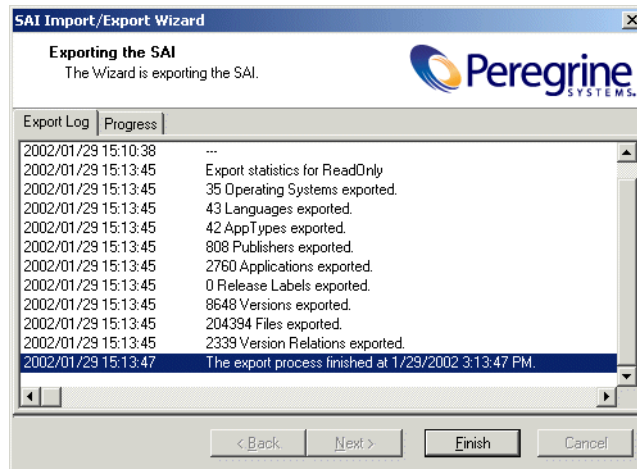 SAI Import/Export Wizard
Exporting the SAI
The Wizard is exporting the SAI.
Peregrine
SYSTEMS
Export Log Progress
2002/01/29 15:10:38 ---
2002/01/29 15:13:45 Export statistics for ReadOnly
2002/01/29 15:13:45 35 Operating Systems exported.
2002/01/29 15:13:45 43 Languages exported.
2002/01/29 15:13:45 42 AppTypes exported.
2002/01/29 15:13:45 808 Publishers exported.
2002/01/29 15:13:45 2760 Applications exported.
2002/01/29 15:13:45 0 Release Labels exported.
2002/01/29 15:13:45 8648 Versions exported.
2002/01/29 15:13:45 204394 Files exported.
2002/01/29 15:13:45 2339 Version Relations exported.
2002/01/29 15:13:47 The export process finished at 1/29/2002 3:13:47 PM.
< Back Next > Finish Cancel